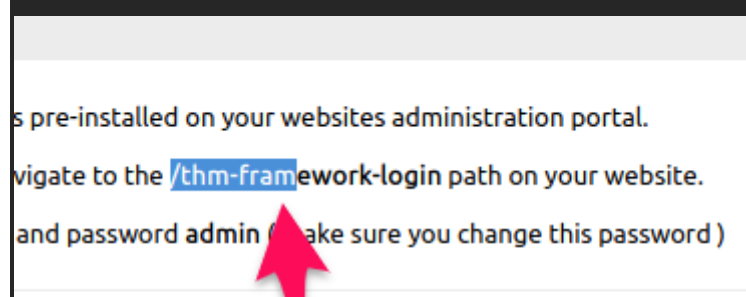 s pre-installed on your websites administration portal.
vigate to the /thm-framework-login path on your website.
and password admin ( ake sure you change this password )